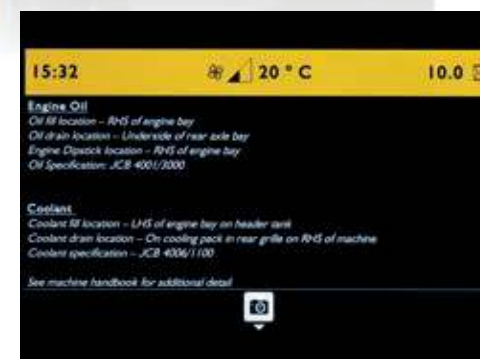 15:32 20 ° C 10.0
Engine Oil
Oil fill location – RHS of engine bay
Oil drain location – Underside of rear axle bay
Engine Dipstick location – RHS of engine bay
Oil Specification: JCB 4001/3000
Coolant
Coolant fill location – LHS of engine bay on header tank
Coolant drain location – On cooling pack in rear grille on RHS of machine
Coolant specification – JCB 4006/1100
See machine handbook for additional detail